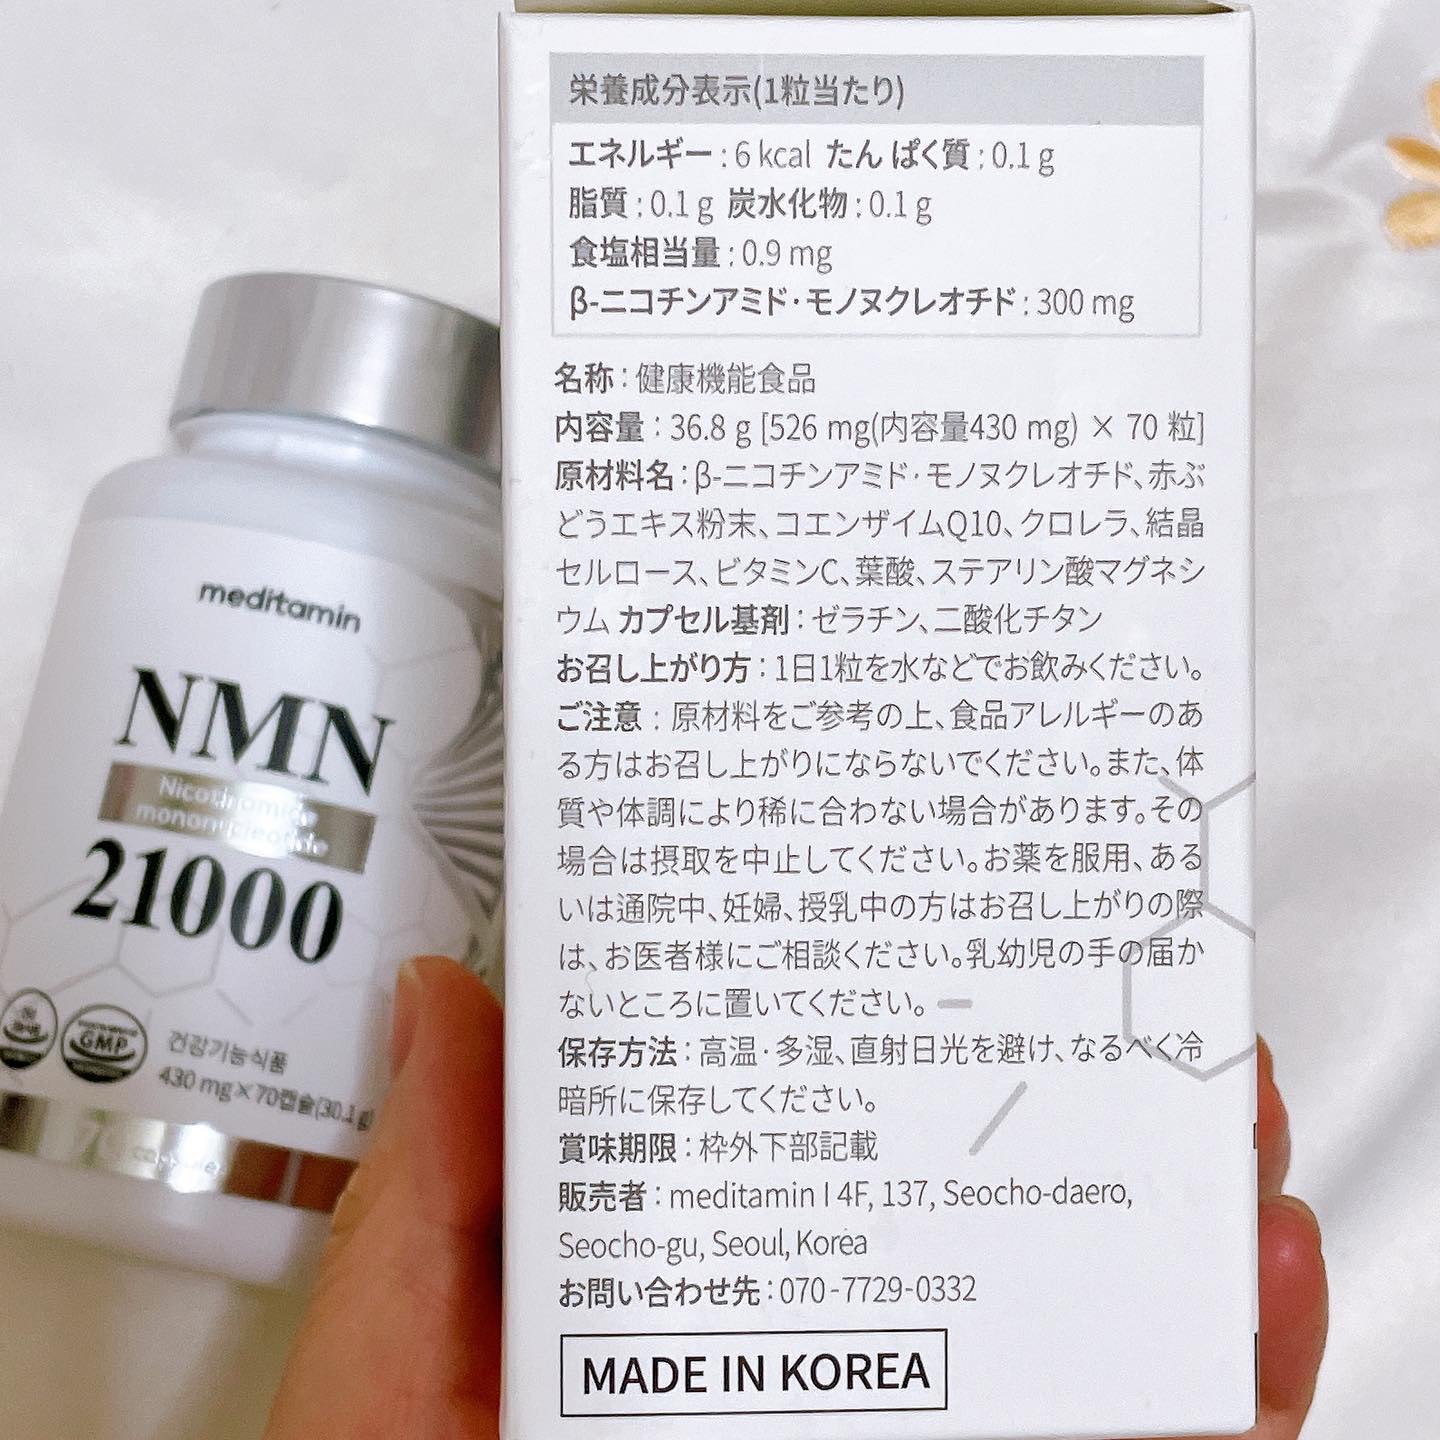 栄養成分表示(1粒当たり)
エネルギー : 6 kcal たん ぱく質 : 0.1 g
脂質 : 0.1 g 炭水化物 : 0.1 g
食塩相当量 : 0.9 mg
β-ニコチンアミド・モノヌクレオチド : 300 mg
名称 : 健康機能食品
内容量 : 36.8 g [526 mg(内容量430 mg) × 70 粒]
原材料名 : β-ニコチンアミド・モノヌクレオチド、赤ぶ
どうエキス粉末、コエンザイムQ10、クロレラ、結晶
セルロース、ビタミンC、葉酸、ステアリン酸マグネシ
ウム カプセル基剤 : ゼラチン、二酸化チタン
お召し上がり方 : 1日1粒を水などでお飲みください。
ご注意 : 原材料をご参考の上、食品アレルギーのあ
る方はお召し上がりにならないでください。また、体
質や体調により稀に合わない場合があります。その
場合は摂取を中止してください。お薬を服用、ある
いは通院中、妊婦、授乳中の方はお召し上がりの際
は、お医者様にご相談ください。乳幼児の手の届か
ないところに置いてください。
保存方法 : 高温・多湿、直射日光を避け、なるべく冷
暗所に保存してください。
賞味期限 : 枠外下部記載
販売者 : meditamin I 4F, 137, Seocho-daero,
Seocho-gu, Seoul, Korea
お問い合わせ先 : 070-7729-0332
MADE IN KOREA
meditamin
NMN
Nicotinamide
mononucleotide
21000
GMP
건강기능식품
430 mg × 70캡슐(30.1 g)